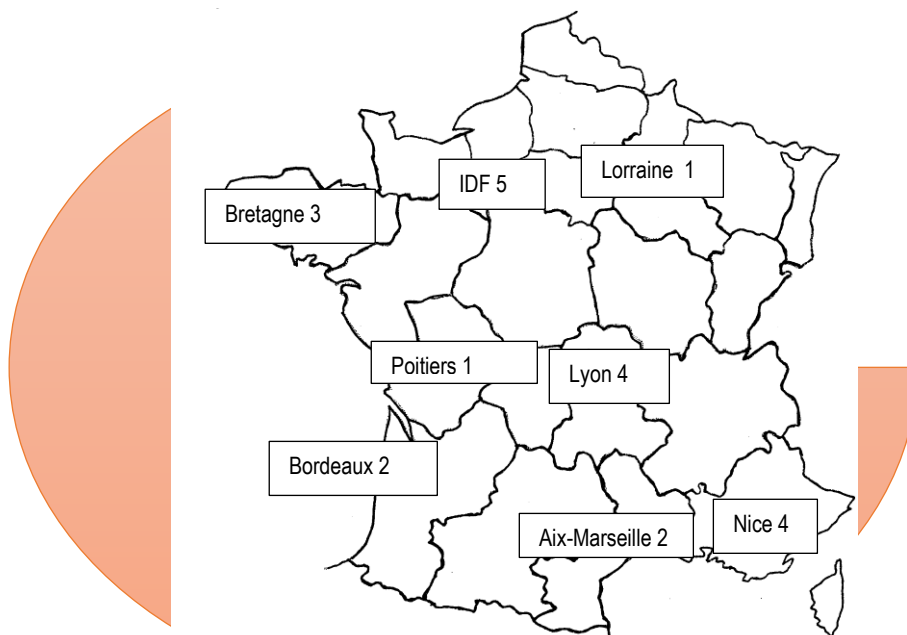 Lorraine 1
IDF 5
Bretagne 3
Poitiers 1
Lyon 4
Bordeaux 2
Aix-Marseille 2
Nice 4